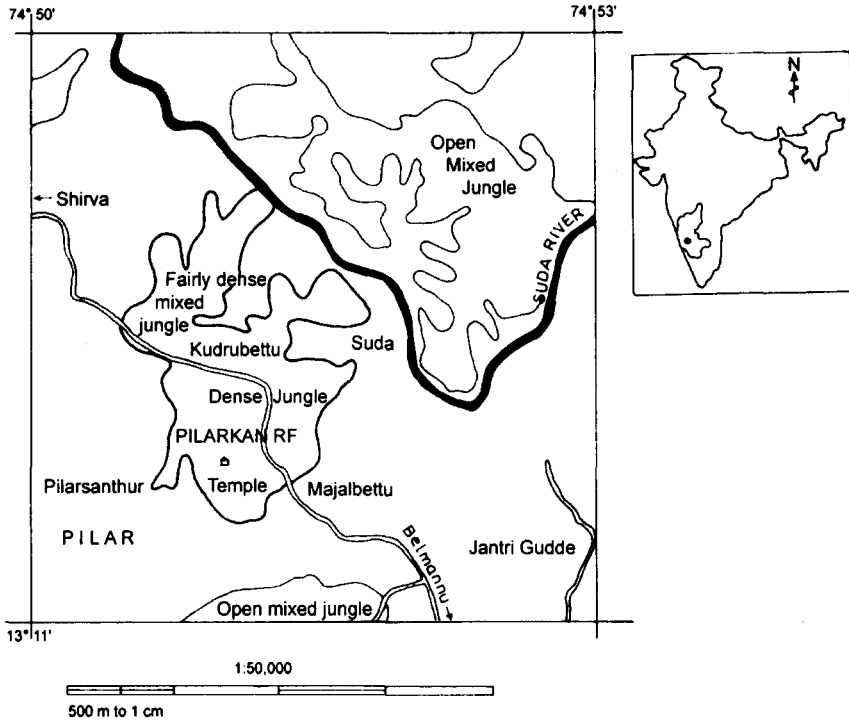 74° 50'
74° 53'
N
Open
Mixed
Jungle
← Shirva
SUDA RIVER
Fairly dense
mixed
jungle
Kudrubettu
Suda
Dense Jungle
PILARKAN RF
Pilarsanthur
Temple
Majalbettu
PILAR
Belmannu →
Jantri Gudde
Open mixed jungle
13° 11'
1:50,000
500 m to 1 cm